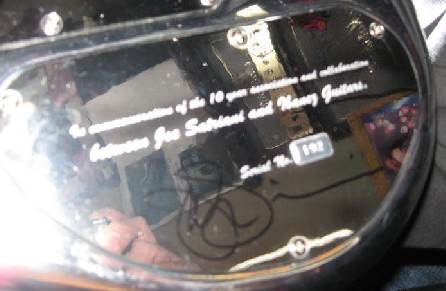 In commemoration of the 10 year association and collaboration
between Joe Satriani and Ibanez Guitars.
Serial No. 192